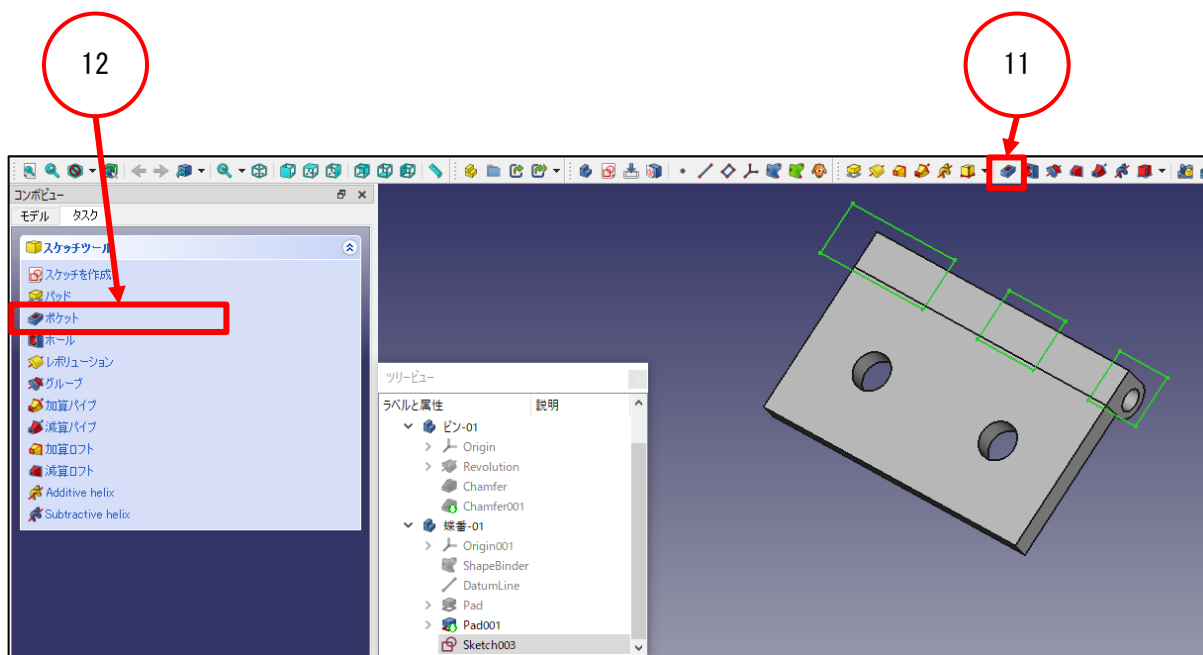 12
11
コンボビュー
モデル タスク
スケッチツール
スケッチを作成
パッド
ポケット
ホール
レボリューション
グルーブ
加算パイプ
減算パイプ
加算ロフト
減算ロフト
Additive helix
Subtractive helix
ツリービュー
ラベルと属性 説明
ピン-01
Origin
Revolution
Chamfer
Chamfer001
蝶番-01
Origin001
ShapeBinder
DatumLine
Pad
Pad001
Sketch003